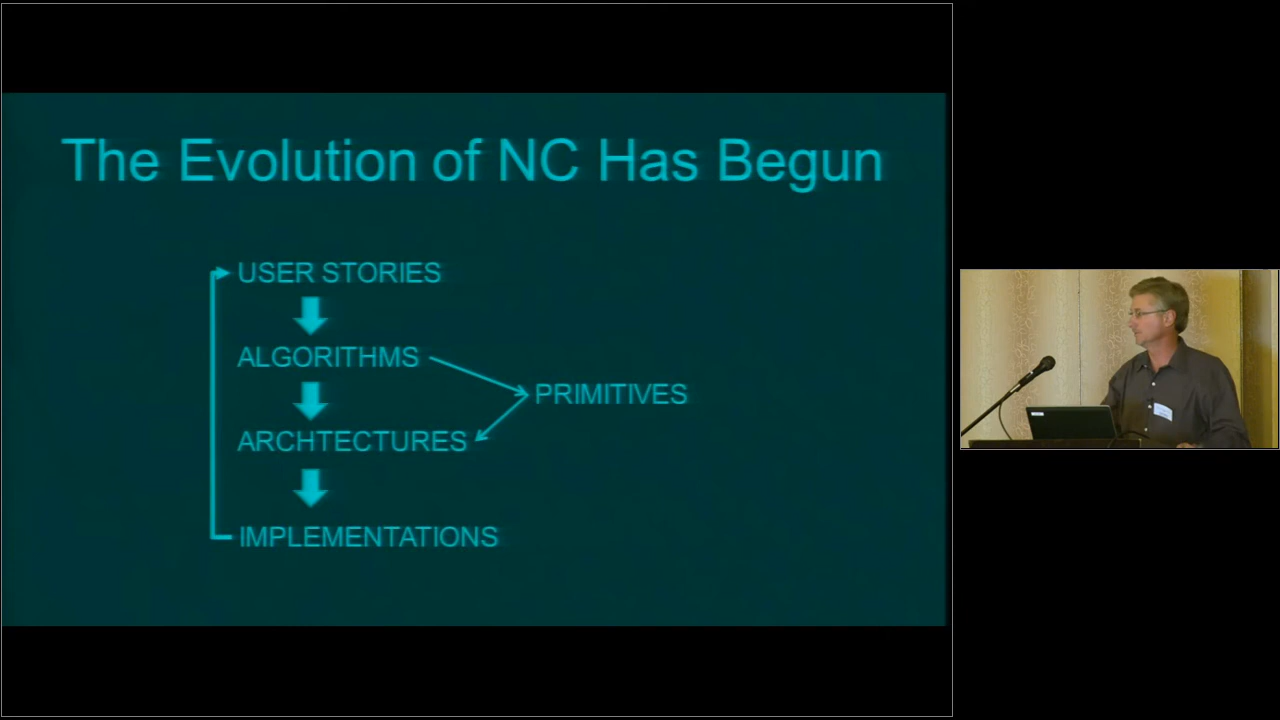 The Evolution of NC Has Begun
USER STORIES
ALGORITHMS
PRIMITIVES
ARCHTECTURES
IMPLEMENTATIONS